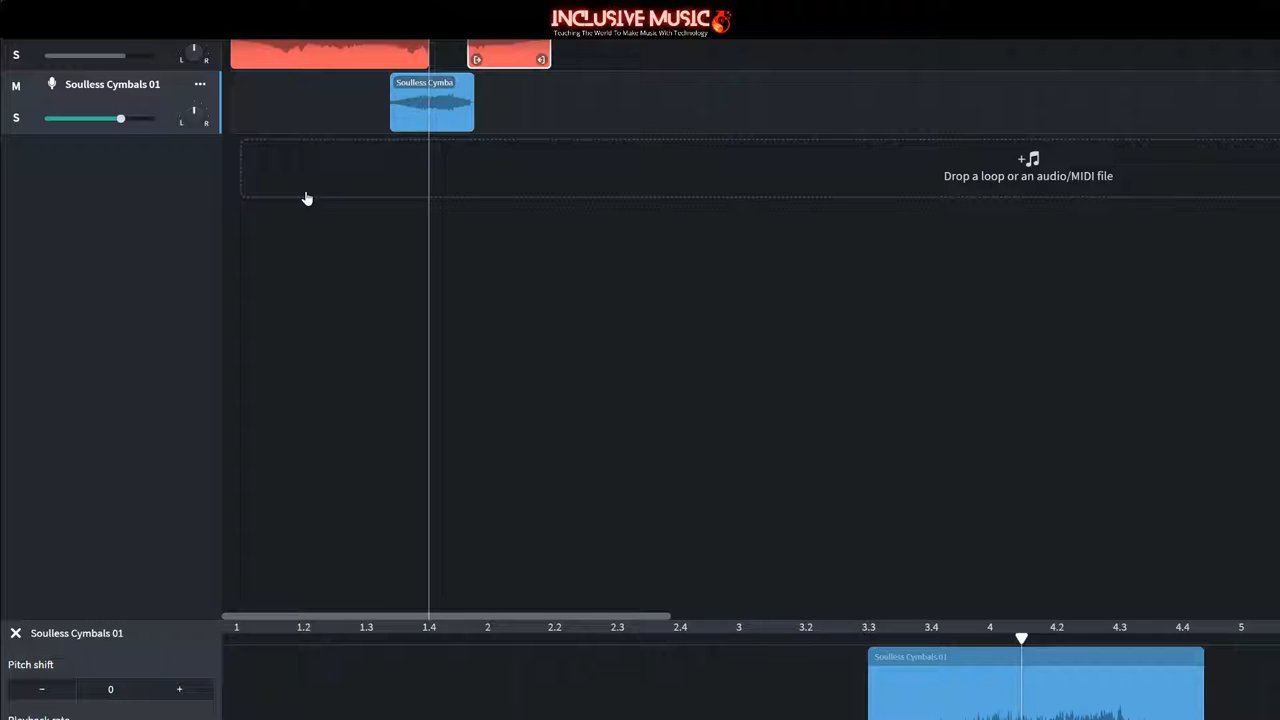 INCLUSIVE MUSIC
Teaching The World To Make Music With Technology
S
L R
M Soulless Cymbals 01 ...
S
L R
Soulless Cymba
+
Drop a loop or an audio/MIDI file
1 1.2 1.3 1.4 2 2.2 2.3 2.4 3 3.2 3.3 3.4 4 4.2 4.3 4.4 5
Soulless Cymbals 01
Soulless Cymbals 01
Pitch shift
− 0 +
Playback rate